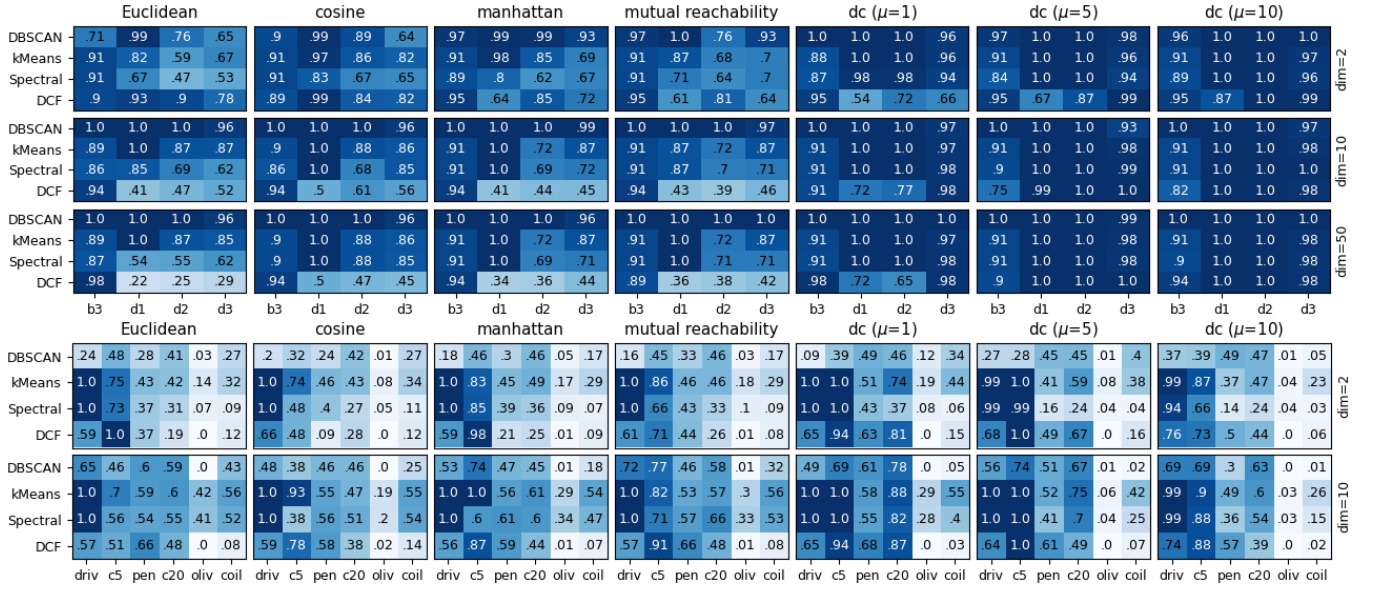 Euclidean cosine manhattan mutual reachability dc (μ=1) dc (μ=5) dc (μ=10)
DBSCAN .71 .99 .76 .65 .9 .99 .89 .64 .97 .99 .99 .93 .97 1.0 .76 .93 1.0 1.0 1.0 .96 .97 1.0 1.0 .98 .96 1.0 1.0 1.0
kMeans .91 .82 .59 .67 .91 .97 .86 .82 .91 .98 .85 .69 .91 .87 .68 .7 .88 1.0 1.0 .96 .91 1.0 1.0 .96 .91 1.0 1.0 .97
Spectral .91 .67 .47 .53 .91 .83 .67 .65 .89 .8 .62 .67 .91 .71 .64 .7 .87 .98 .98 .94 .84 1.0 1.0 .94 .89 1.0 1.0 .96
DCF .9 .93 .9 .78 .89 .99 .84 .82 .95 .64 .85 .72 .95 .61 .81 .64 .95 .54 .72 .66 .95 .67 .87 .99 .95 .87 1.0 .99
dim=2
DBSCAN 1.0 1.0 1.0 .96 1.0 1.0 1.0 .96 1.0 1.0 1.0 .99 1.0 1.0 1.0 .97 1.0 1.0 1.0 .97 1.0 1.0 1.0 .93 1.0 1.0 1.0 .97
kMeans .89 1.0 .87 .87 .9 1.0 .88 .86 .91 1.0 .72 .87 .91 .87 .72 .87 .91 1.0 1.0 .97 .91 1.0 1.0 .98 .91 1.0 1.0 .98
Spectral .86 .85 .69 .62 .86 1.0 .68 .85 .91 1.0 .69 .72 .91 .87 .7 .71 .91 1.0 1.0 .98 .9 1.0 1.0 .99 .91 1.0 1.0 1.0
DCF .94 .41 .47 .52 .94 .5 .61 .56 .94 .41 .44 .45 .94 .43 .39 .46 .91 .72 .77 .98 .75 .99 1.0 1.0 .82 1.0 1.0 .98
dim=10
DBSCAN 1.0 1.0 1.0 .96 1.0 1.0 1.0 .96 1.0 1.0 1.0 .96 1.0 1.0 1.0 1.0 1.0 1.0 1.0 1.0 1.0 1.0 1.0 .99 1.0 1.0 1.0 1.0
kMeans .89 1.0 .87 .85 .9 1.0 .88 .86 .91 1.0 .72 .87 .91 1.0 .72 .87 .91 1.0 1.0 .97 .91 1.0 1.0 .98 .91 1.0 1.0 .98
Spectral .87 .54 .55 .62 .9 1.0 .88 .85 .91 1.0 .69 .71 .91 1.0 .71 .71 .91 1.0 1.0 .98 .91 1.0 1.0 .98 .9 1.0 1.0 .98
DCF .98 .22 .25 .29 .94 .5 .47 .45 .94 .34 .36 .44 .89 .36 .38 .42 .98 .72 .65 .98 .9 1.0 1.0 1.0 .94 1.0 1.0 .98
dim=50
b3 d1 d2 d3 b3 d1 d2 d3 b3 d1 d2 d3 b3 d1 d2 d3 b3 d1 d2 d3 b3 d1 d2 d3 b3 d1 d2 d3
Euclidean cosine manhattan mutual reachability dc (μ=1) dc (μ=5) dc (μ=10)
DBSCAN .24 .48 .28 .41 .03 .27 .2 .32 .24 .42 .01 .27 .18 .46 .3 .46 .05 .17 .16 .45 .33 .46 .03 .17 .09 .39 .49 .46 .12 .34 .27 .28 .45 .45 .01 .4 .37 .39 .49 .47 .01 .05
kMeans 1.0 .75 .43 .42 .14 .32 1.0 .74 .46 .43 .08 .34 1.0 .83 .45 .49 .17 .29 1.0 .86 .46 .46 .18 .29 1.0 1.0 .51 .74 .19 .44 .99 1.0 .41 .59 .08 .38 .99 .87 .37 .47 .04 .23
Spectral 1.0 .73 .37 .31 .07 .09 1.0 .48 .4 .27 .05 .11 1.0 .85 .39 .36 .09 .07 1.0 .66 .43 .33 .1 .09 1.0 1.0 .43 .37 .08 .06 .99 .99 .16 .24 .04 .04 .94 .66 .14 .24 .04 .03
DCF .59 1.0 .37 .19 .0 .12 .66 .48 .09 .28 .0 .12 .59 .98 .21 .25 .01 .09 .61 .71 .44 .26 .01 .08 .65 .94 .63 .81 .0 .15 .68 1.0 .49 .67 .0 .16 .76 .73 .5 .44 .0 .06
dim=2
DBSCAN .65 .46 .6 .59 .0 .43 .48 .38 .46 .46 .0 .25 .53 .74 .47 .45 .01 .18 .72 .77 .46 .58 .01 .32 .49 .69 .61 .78 .0 .05 .56 .74 .51 .67 .01 .02 .69 .69 .3 .63 .0 .01
kMeans 1.0 .7 .59 .6 .42 .56 1.0 .93 .55 .47 .19 .55 1.0 1.0 .56 .61 .29 .54 1.0 .82 .53 .57 .3 .56 1.0 1.0 .58 .88 .29 .55 1.0 1.0 .52 .75 .06 .42 .99 .9 .49 .6 .03 .26
Spectral 1.0 .56 .54 .55 .41 .52 1.0 .38 .56 .51 .2 .54 1.0 .6 .61 .6 .34 .47 1.0 .71 .57 .66 .33 .53 1.0 1.0 .55 .82 .28 .4 1.0 1.0 .41 .7 .04 .25 .99 .88 .36 .54 .03 .15
DCF .57 .51 .66 .48 .0 .08 .59 .78 .58 .38 .02 .14 .56 .87 .59 .44 .01 .07 .57 .91 .66 .48 .01 .08 .65 .94 .68 .87 .0 .03 .64 1.0 .61 .49 .0 .07 .74 .88 .57 .39 .0 .02
dim=10
driv c5 pen c20 oliv coil driv c5 pen c20 oliv coil driv c5 pen c20 oliv coil driv c5 pen c20 oliv coil driv c5 pen c20 oliv coil driv c5 pen c20 oliv coil driv c5 pen c20 oliv coil